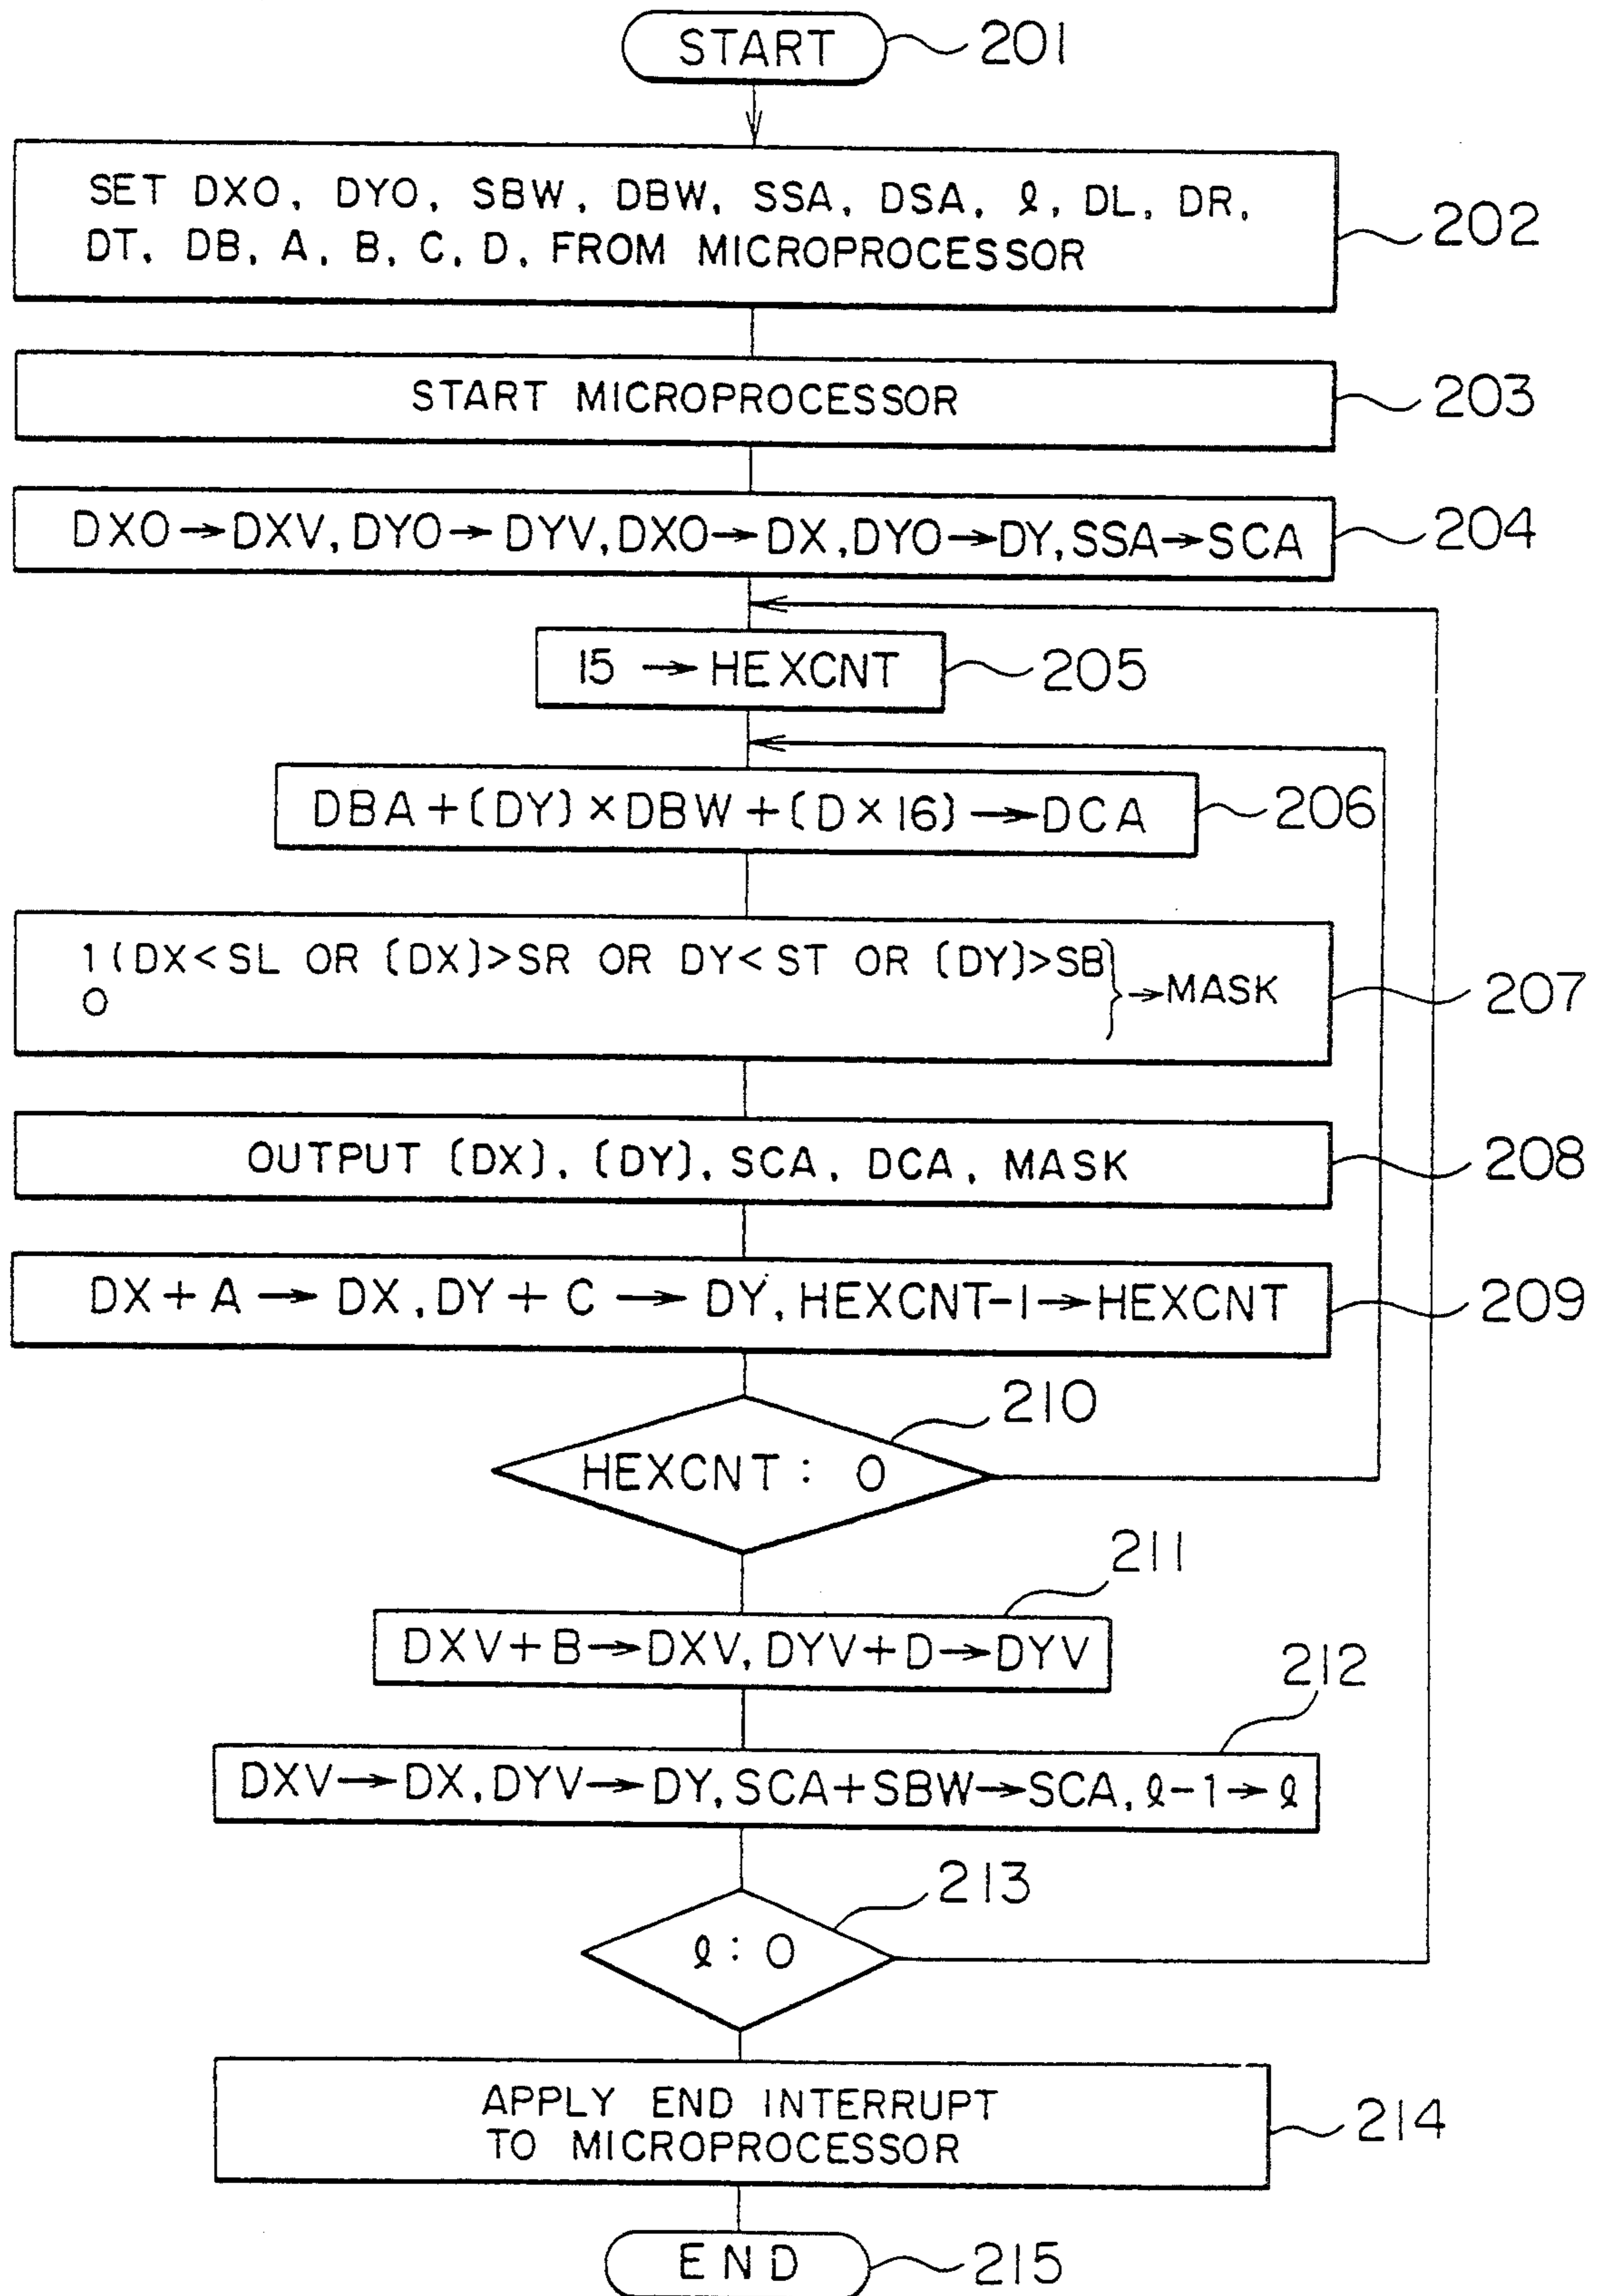 START
201
SET DXO, DYO, SBW, DBW, SSA, DSA, ℓ, DL, DR,
DT, DB, A, B, C, D, FROM MICROPROCESSOR
202
START MICROPROCESSOR
203
DXO→DXV, DYO→DYV, DXO→DX, DYO→DY, SSA→SCA
204
15 → HEXCNT
205
DBA+(DY)×DBW+(D×16)→DCA
206
1 (DX<SL OR (DX)>SR OR DY<ST OR (DY)>SB} →MASK
0
207
OUTPUT (DX), (DY), SCA, DCA, MASK
208
DX+A→DX, DY+C→DY, HEXCNT-1→HEXCNT
209
210
HEXCNT: 0
211
DXV+B→DXV, DYV+D→DYV
212
DXV→DX, DYV→DY, SCA+SBW→SCA, ℓ-1→ℓ
213
ℓ: 0
APPLY END INTERRUPT
TO MICROPROCESSOR
214
END
215